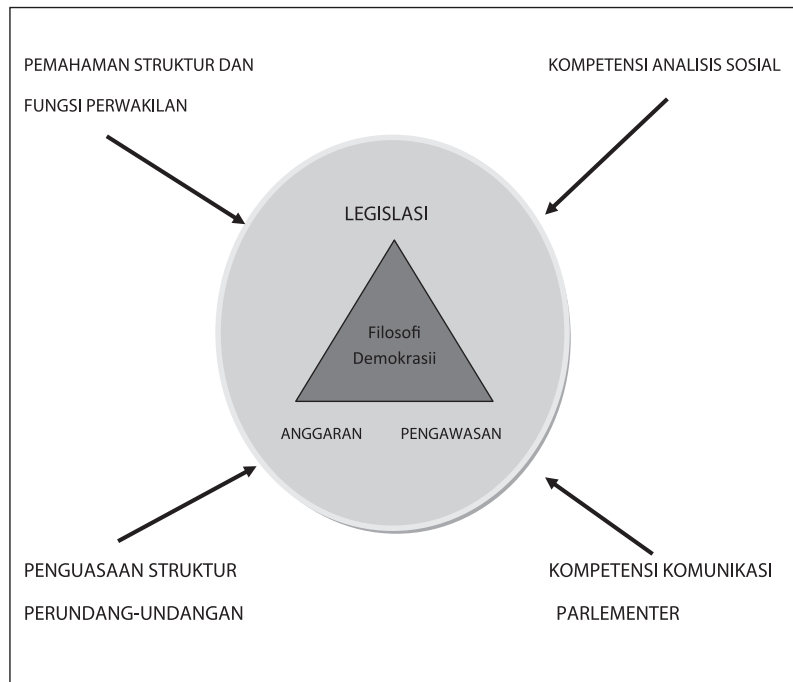 PEMAHAMAN STRUKTUR DAN
FUNGSI PERWAKILAN
KOMPETENSI ANALISIS SOSIAL
LEGISLASI
Filosofi
Demokrasii
ANGGARAN
PENGAWASAN
PENGUASAAN STRUKTUR
PERUNDANG-UNDANGAN
KOMPETENSI KOMUNIKASI
PARLEMENTER